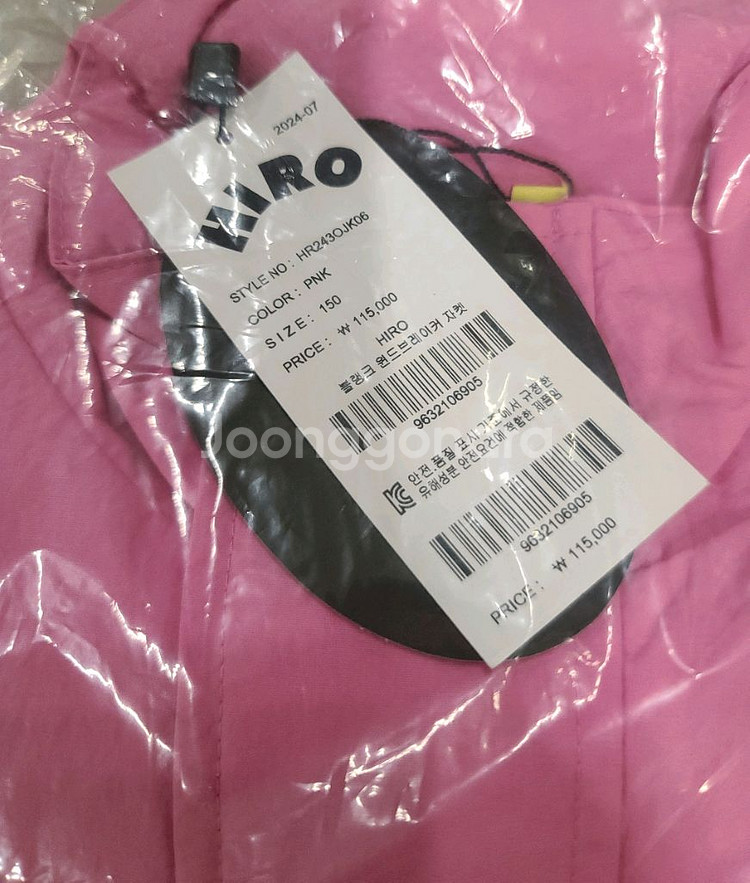 2024-07
HIRO
STYLE NO : HR243OJK06
COLOR : PNK
SIZE : 150
PRICE : ₩ 115,000
HIRO
블랭크 윈드브레이커 자켓
9632106905
안전.품질 표시기준에서 규정한
유해성분 안전요건에 적합한 제품임
9632106905
PRICE : ₩ 115,000
Joonggonara